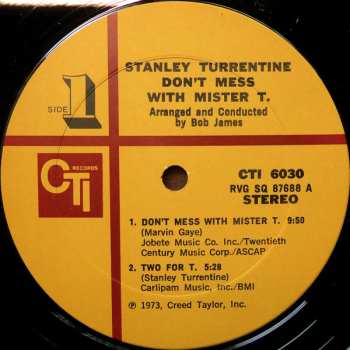 STANLEY TURRENTINE
DON'T MESS
WITH MISTER T.
Arranged and Conducted
by Bob James
SIDE 1
CTI RECORDS
CTI 6030
RVG SQ 87688 A
STEREO
1. DON'T MESS WITH MISTER T. 9:50
(Marvin Gaye)
Jobete Music Co. Inc./Twentieth
Century Music Corp./ASCAP
2. TWO FOR T. 5:28
(Stanley Turrentine)
Carlipam Music, Inc./BMI
℗ 1973, Creed Taylor, Inc.